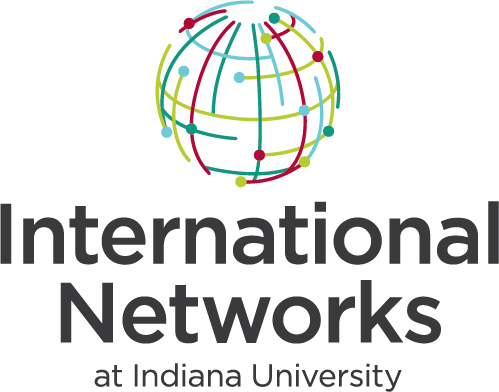 International
Networks
at Indiana University